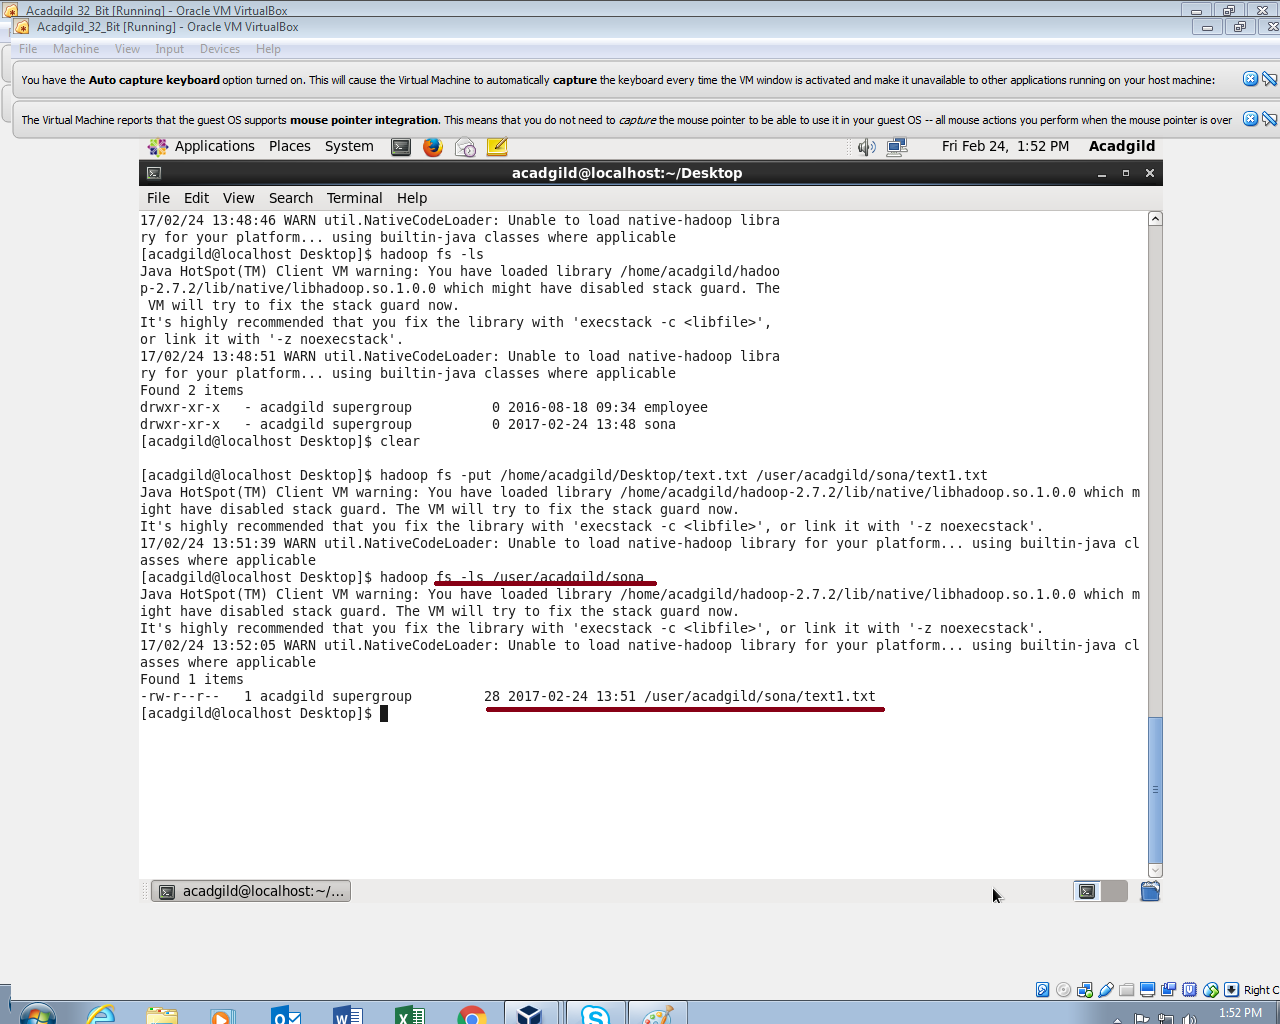 Acadgild_32_Bit [Running] - Oracle VM VirtualBox
Acadgild_32_Bit [Running] - Oracle VM VirtualBox
File Machine View Input Devices Help
You have the Auto capture keyboard option turned on. This will cause the Virtual Machine to automatically capture the keyboard every time the VM window is activated and make it unavailable to other applications running on your host machine:
The Virtual Machine reports that the guest OS supports mouse pointer integration. This means that you do not need to capture the mouse pointer to be able to use it in your guest OS -- all mouse actions you perform when the mouse pointer is over
Applications Places System Fri Feb 24, 1:52 PM Acadgild
acadgild@localhost:~/Desktop
File Edit View Search Terminal Help
17/02/24 13:48:46 WARN util.NativeCodeLoader: Unable to load native-hadoop libra
ry for your platform... using builtin-java classes where applicable
[acadgild@localhost Desktop]$ hadoop fs -ls
Java HotSpot(TM) Client VM warning: You have loaded library /home/acadgild/hadoo
p-2.7.2/lib/native/libhadoop.so.1.0.0 which might have disabled stack guard. The
 VM will try to fix the stack guard now.
It's highly recommended that you fix the library with 'execstack -c <libfile>',
or link it with '-z noexecstack'.
17/02/24 13:48:51 WARN util.NativeCodeLoader: Unable to load native-hadoop libra
ry for your platform... using builtin-java classes where applicable
Found 2 items
drwxr-xr-x   - acadgild supergroup          0 2016-08-18 09:34 employee
drwxr-xr-x   - acadgild supergroup          0 2017-02-24 13:48 sona
[acadgild@localhost Desktop]$ clear
[acadgild@localhost Desktop]$ hadoop fs -put /home/acadgild/Desktop/text.txt /user/acadgild/sona/text1.txt
Java HotSpot(TM) Client VM warning: You have loaded library /home/acadgild/hadoop-2.7.2/lib/native/libhadoop.so.1.0.0 which m
ight have disabled stack guard. The VM will try to fix the stack guard now.
It's highly recommended that you fix the library with 'execstack -c <libfile>', or link it with '-z noexecstack'.
17/02/24 13:51:39 WARN util.NativeCodeLoader: Unable to load native-hadoop library for your platform... using builtin-java cl
asses where applicable
[acadgild@localhost Desktop]$ hadoop fs -ls /user/acadgild/sona
Java HotSpot(TM) Client VM warning: You have loaded library /home/acadgild/hadoop-2.7.2/lib/native/libhadoop.so.1.0.0 which m
ight have disabled stack guard. The VM will try to fix the stack guard now.
It's highly recommended that you fix the library with 'execstack -c <libfile>', or link it with '-z noexecstack'.
17/02/24 13:52:05 WARN util.NativeCodeLoader: Unable to load native-hadoop library for your platform... using builtin-java cl
asses where applicable
Found 1 items
-rw-r--r--   1 acadgild supergroup         28 2017-02-24 13:51 /user/acadgild/sona/text1.txt
[acadgild@localhost Desktop]$
acadgild@localhost:~/...
Right C
1:52 PM